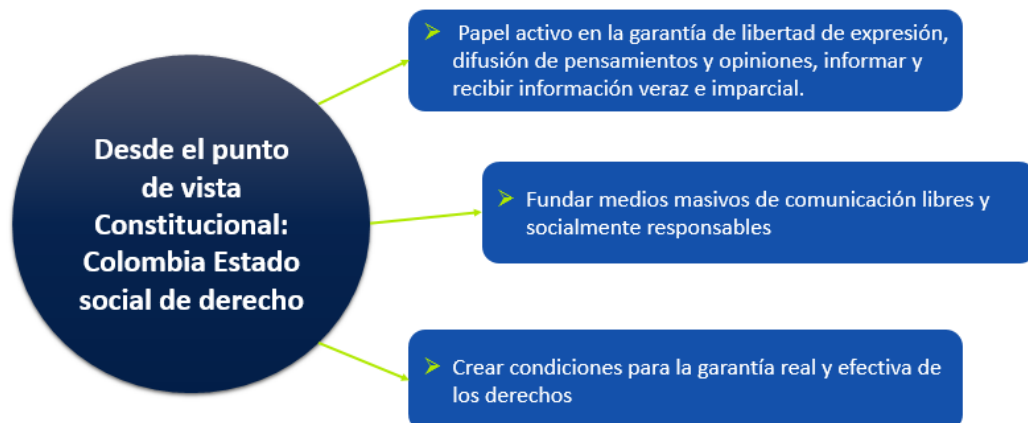 Desde el punto
de vista
Constitucional:
Colombia Estado
social de derecho
Papel activo en la garantía de libertad de expresión,
difusión de pensamientos y opiniones, informar y
recibir información veraz e imparcial.
Fundar medios masivos de comunicación libres y
socialmente responsables
Crear condiciones para la garantía real y efectiva de
los derechos